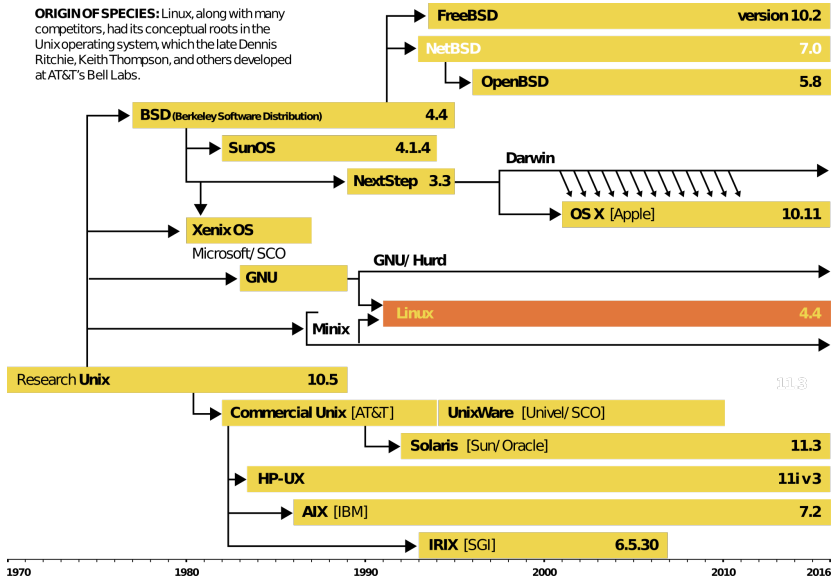 ORIGIN OF SPECIES: Linux, along with many
competitors, had its conceptual roots in the
Unix operating system, which the late Dennis
Ritchie, Keith Thompson, and others developed
at AT&T's Bell Labs.
FreeBSD version 10.2
NetBSD 7.0
OpenBSD 5.8
BSD (Berkeley Software Distribution) 4.4
SunOS 4.1.4
Darwin
NextStep 3.3
OS X [Apple] 10.11
Xenix OS
Microsoft/SCO
GNU/Hurd
GNU
Linux 4.4
Minix
Research Unix 10.5
11.3
Commercial Unix [AT&T] UnixWare [Univel/SCO]
Solaris [Sun/Oracle] 11.3
HP-UX 11i v3
AIX [IBM] 7.2
IRIX [SGI] 6.5.30
1970 1980 1990 2000 2010 2016